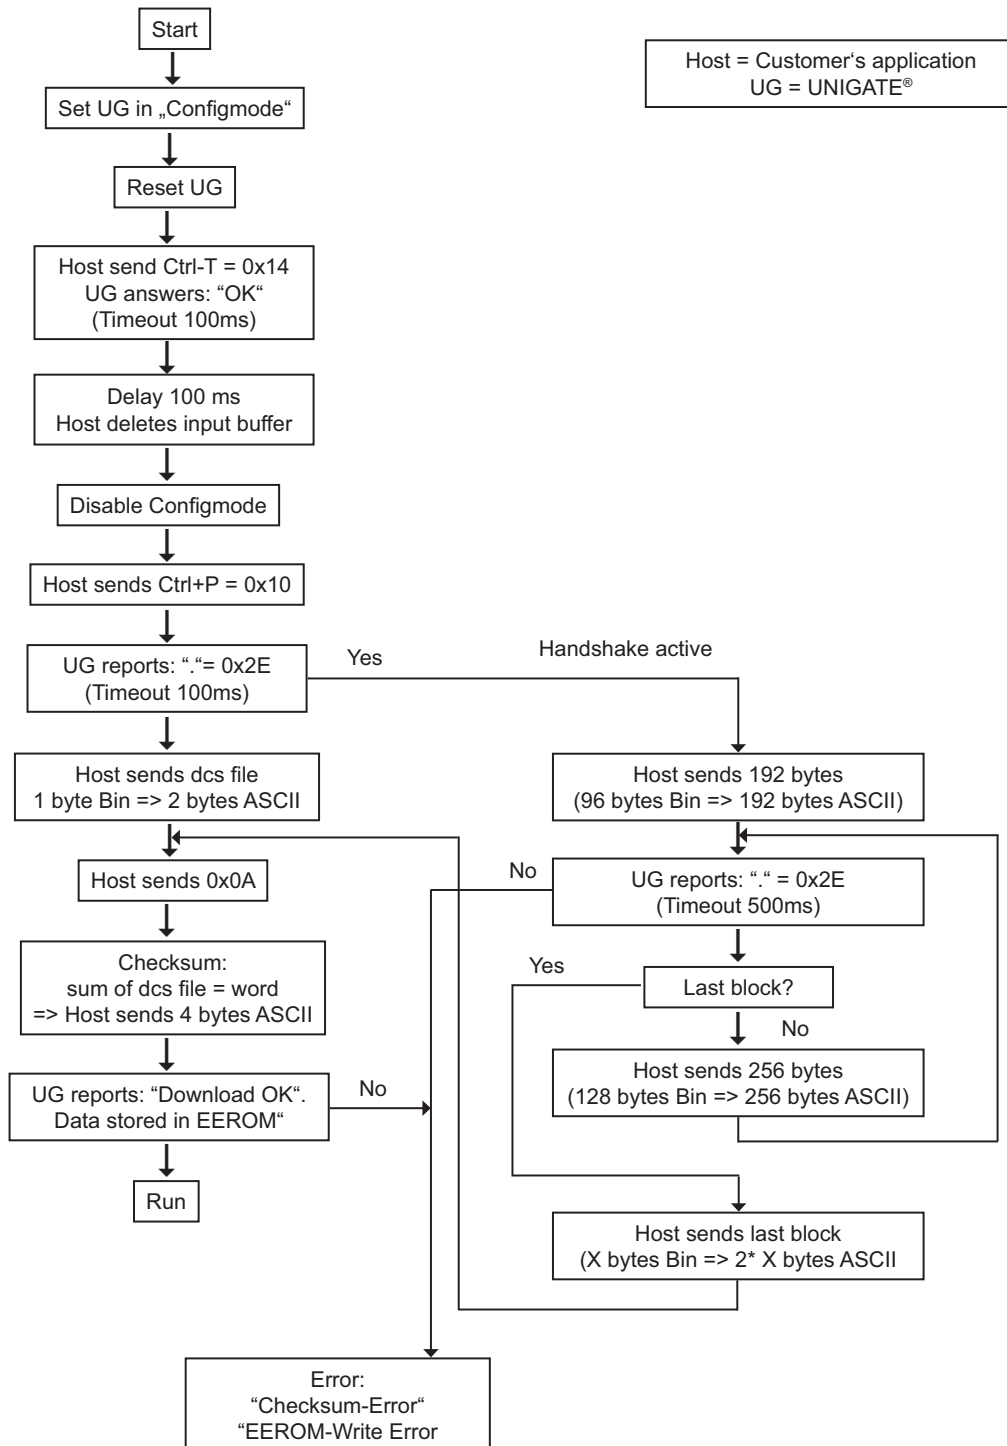 Start
Host = Customer‘s application
UG = UNIGATE®
Set UG in „Configmode“
Reset UG
Host send Ctrl-T = 0x14
UG answers: “OK“
(Timeout 100ms)
Delay 100 ms
Host deletes input buffer
Disable Configmode
Host sends Ctrl+P = 0x10
UG reports: “.“= 0x2E
(Timeout 100ms)
Yes
Handshake active
Host sends dcs file
1 byte Bin => 2 bytes ASCII
Host sends 192 bytes
(96 bytes Bin => 192 bytes ASCII)
Host sends 0x0A
No
UG reports: “.“ = 0x2E
(Timeout 500ms)
Checksum:
sum of dcs file = word
=> Host sends 4 bytes ASCII
Yes
Last block?
No
UG reports: “Download OK“.
Data stored in EEROM“
No
Host sends 256 bytes
(128 bytes Bin => 256 bytes ASCII)
Run
Host sends last block
(X bytes Bin => 2* X bytes ASCII
Error:
“Checksum-Error“
“EEROM-Write Error